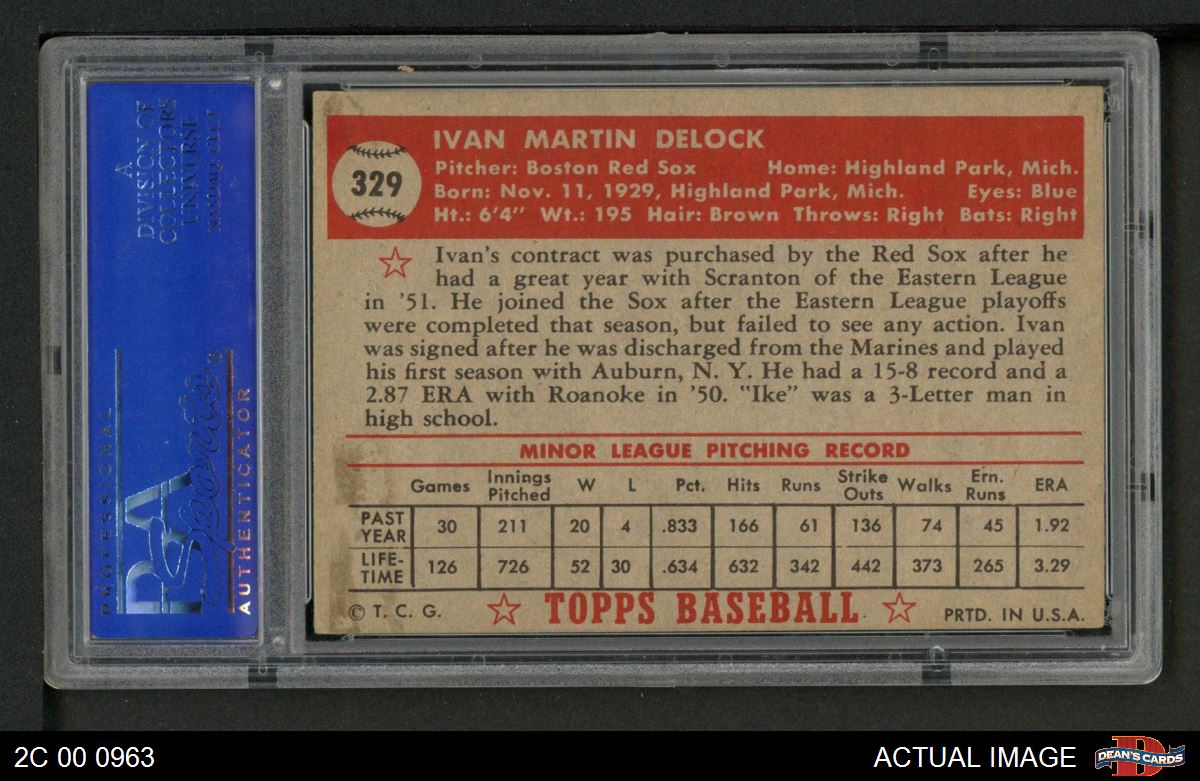 A
DIVISION OF
COLLECTORS
UNIVERSE
NASDAQ: CLCT
PROFESSIONAL
PSA
Sports
®
AUTHENTICATOR
329
IVAN MARTIN DELOCK
Pitcher: Boston Red Sox Home: Highland Park, Mich.
Born: Nov. 11, 1929, Highland Park, Mich. Eyes: Blue
Ht.: 6'4" Wt.: 195 Hair: Brown Throws: Right Bats: Right
Ivan's contract was purchased by the Red Sox after he
had a great year with Scranton of the Eastern League
in '51. He joined the Sox after the Eastern League playoffs
were completed that season, but failed to see any action. Ivan
was signed after he was discharged from the Marines and played
his first season with Auburn, N. Y. He had a 15-8 record and a
2.87 ERA with Roanoke in '50. "Ike" was a 3-Letter man in
high school.
MINOR LEAGUE PITCHING RECORD
Games Innings Pitched W L Pct. Hits Runs Strike Outs Walks Ern. Runs ERA
PAST YEAR 30 211 20 4 .833 166 61 136 74 45 1.92
LIFE-TIME 126 726 52 30 .634 632 342 442 373 265 3.29
© T. C. G. TOPPS BASEBALL PRTD. IN U.S.A.
2C 00 0963
ACTUAL IMAGE
D
DEAN'S CARDS